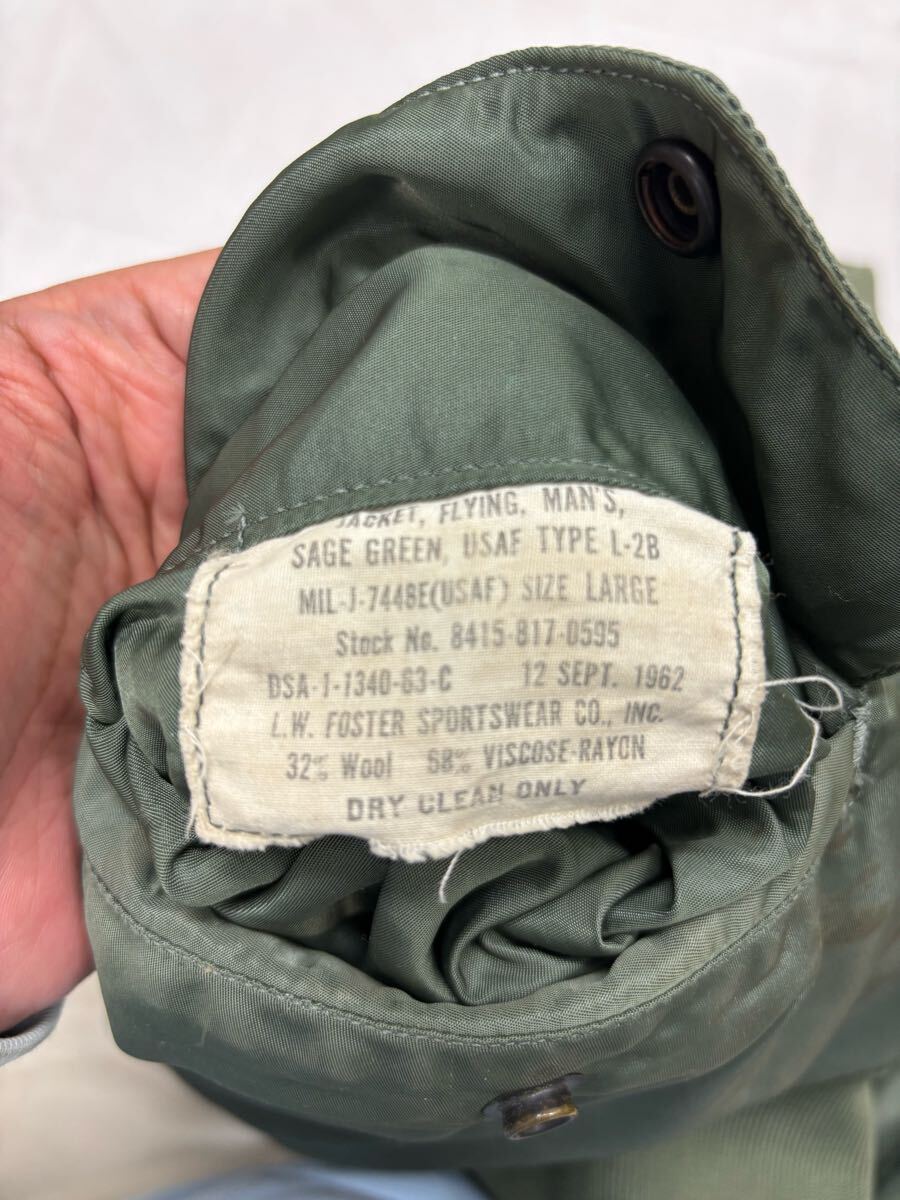 JACKET, FLYING, MAN'S,
SAGE GREEN, USAF TYPE L-2B
MIL-J-7448E(USAF) SIZE LARGE
Stock No. 8415-817-0595
DSA-1-1340-63-C 12 SEPT. 1962
L.W. FOSTER SPORTSWEAR CO., INC.
32% Wool 68% VISCOSE-RAYON
DRY CLEAN ONLY